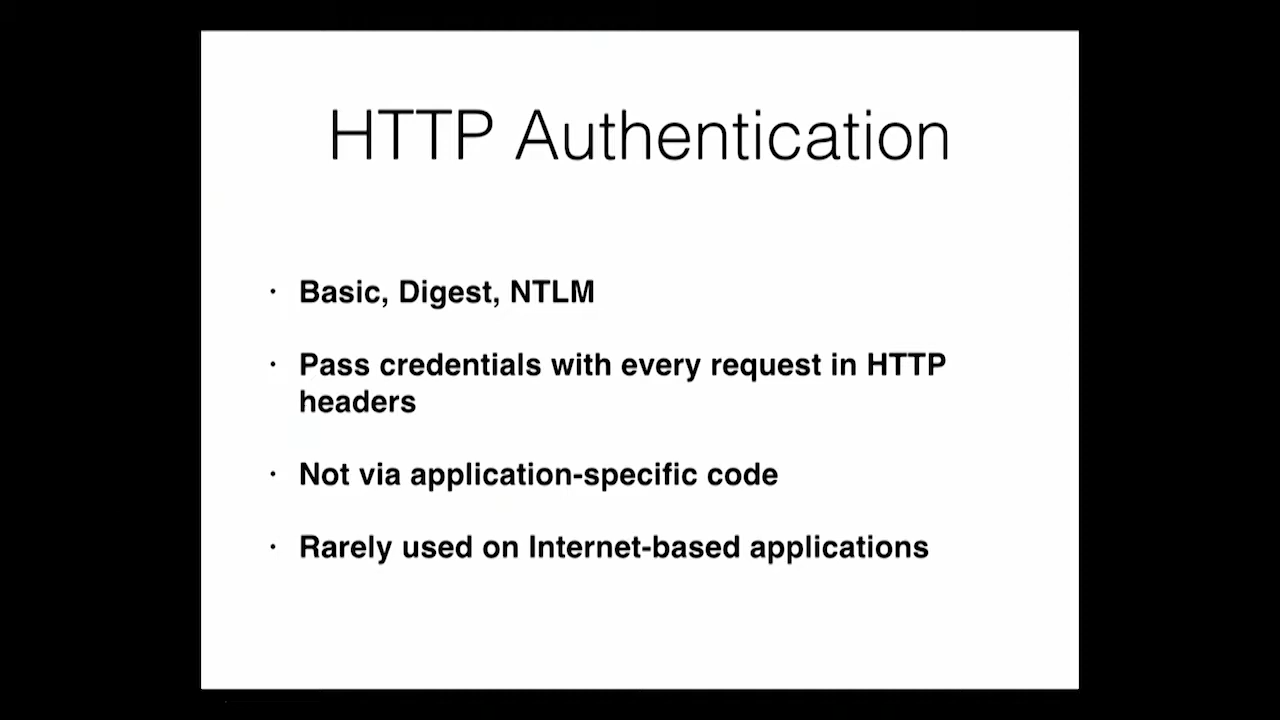 HTTP Authentication
· Basic, Digest, NTLM
· Pass credentials with every request in HTTP
headers
· Not via application-specific code
· Rarely used on Internet-based applications